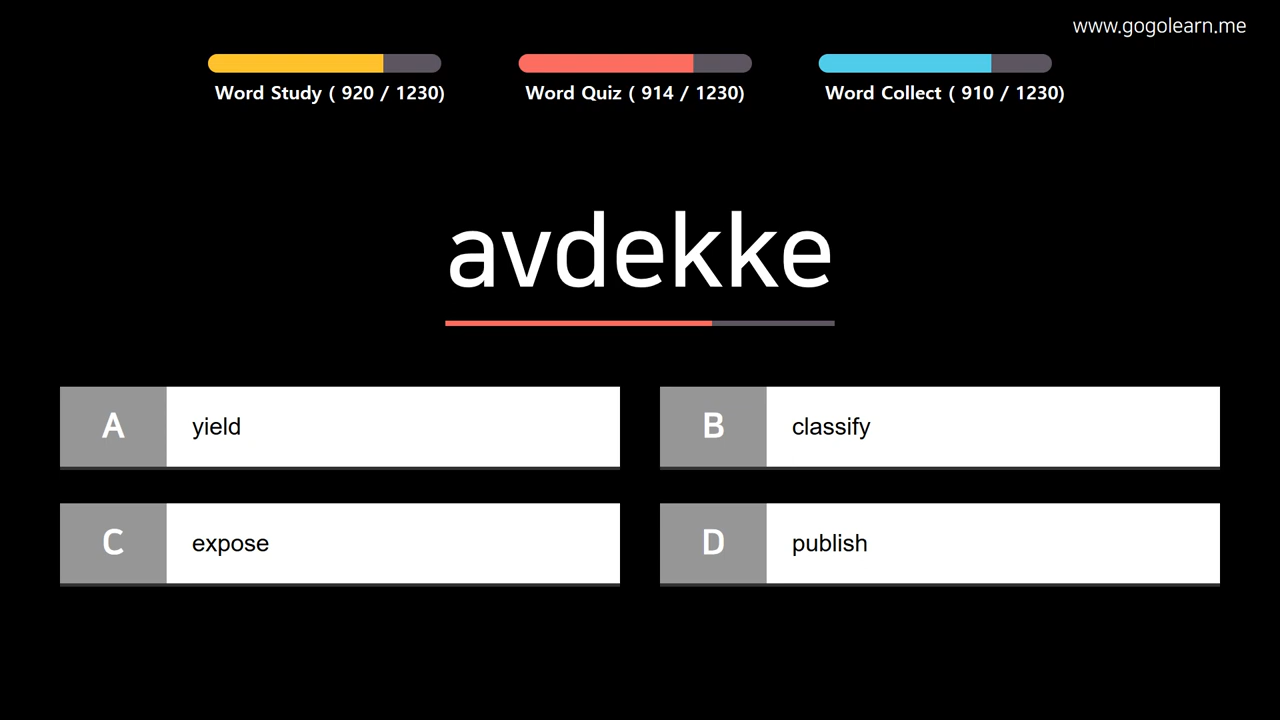 www.gogolearn.me
Word Study ( 920 / 1230)
Word Quiz ( 914 / 1230)
Word Collect ( 910 / 1230)
avdekke
A yield
B classify
C expose
D publish